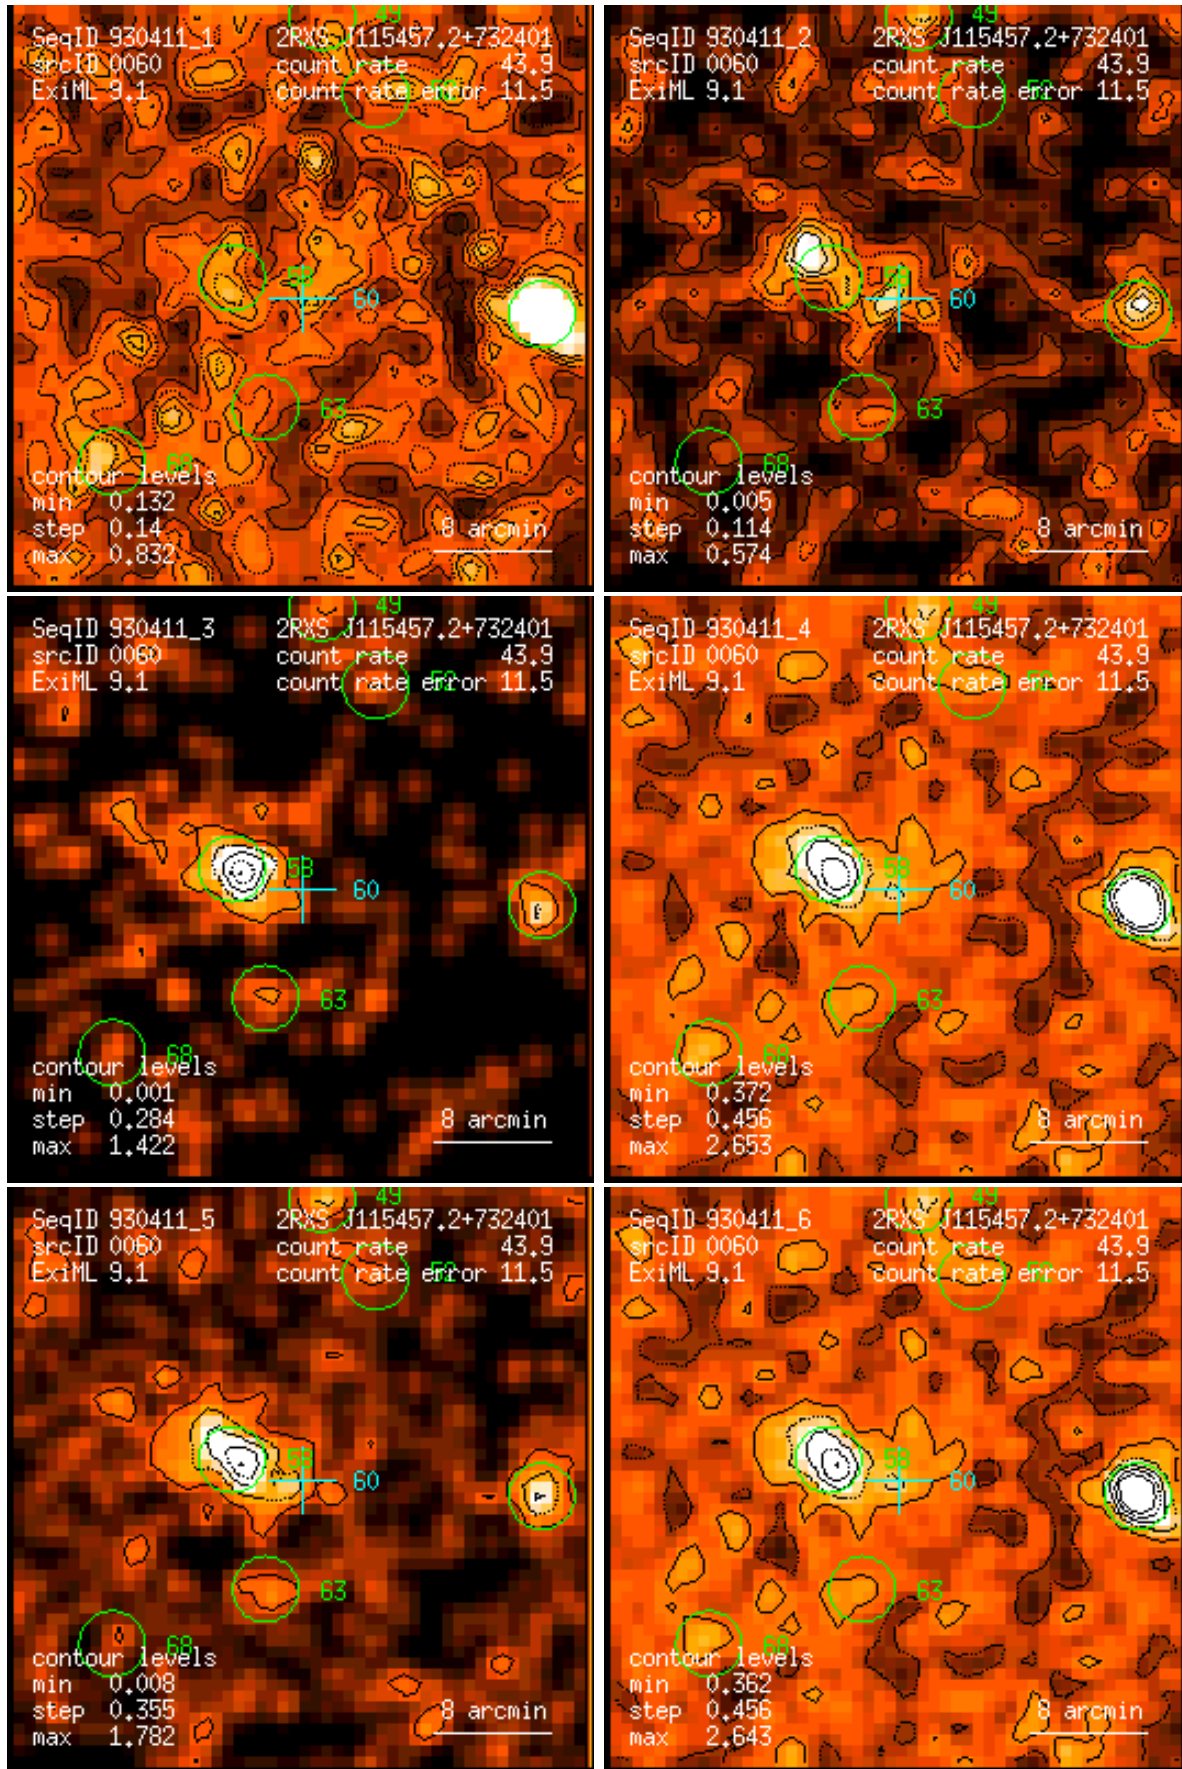 49
SeqID 930411_1 2RXS J115457.2+732401
srcID 0060 count rate 43.9
ExiML 9.1 count rate error 11.5
58
60
63
68
contour levels
min 0.132
step 0.14 8 arcmin
max 0.832
49
SeqID 930411_2 2RXS J115457.2+732401
srcID 0060 count rate 43.9
ExiML 9.1 count rate error 11.5
58
60
63
68
contour levels
min 0.005
step 0.114 8 arcmin
max 0.574
49
SeqID 930411_3 2RXS J115457.2+732401
srcID 0060 count rate 43.9
ExiML 9.1 count rate error 11.5
58
60
63
68
contour levels
min 0.001
step 0.284 8 arcmin
max 1.422
49
SeqID 930411_4 2RXS J115457.2+732401
srcID 0060 count rate 43.9
ExiML 9.1 count rate error 11.5
58
60
63
68
contour levels
min 0.372
step 0.456 8 arcmin
max 2.653
49
SeqID 930411_5 2RXS J115457.2+732401
srcID 0060 count rate 43.9
ExiML 9.1 count rate error 11.5
58
60
63
68
contour levels
min 0.008
step 0.355 8 arcmin
max 1.782
49
SeqID 930411_6 2RXS J115457.2+732401
srcID 0060 count rate 43.9
ExiML 9.1 count rate error 11.5
58
60
63
68
contour levels
min 0.362
step 0.456 8 arcmin
max 2.643